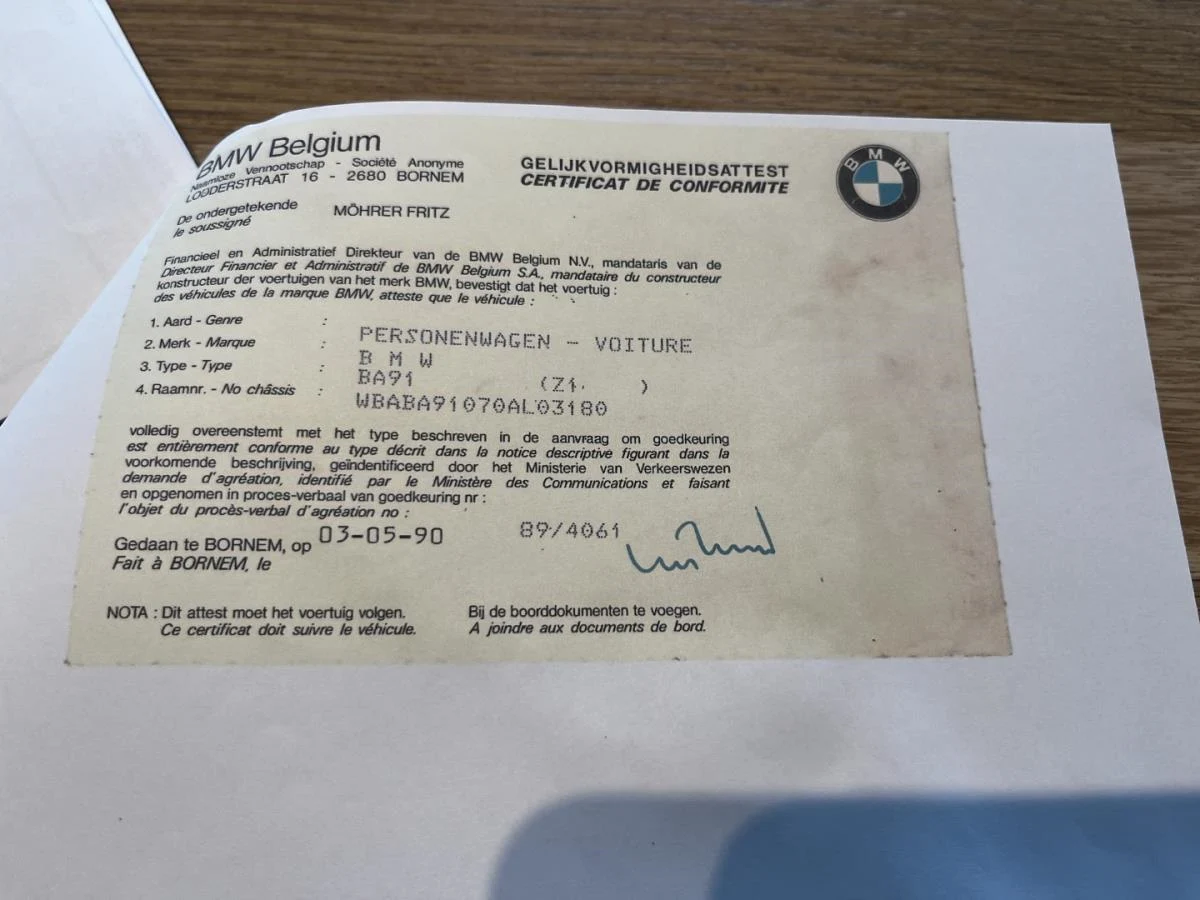 BMW Belgium
Naamloze Vennootschap - Société Anonyme
LODDERSTRAAT 16 - 2680 BORNEM
GELIJKVORMIGHEIDSATTEST
CERTIFICAT DE CONFORMITE
BMW
De ondergetekende
le soussigné
MÖHRER FRITZ
Financieel en Administratief Direkteur van de BMW Belgium N.V., mandataris van de
Directeur Financier et Administratif de BMW Belgium S.A., mandataire du constructeur
konstructeur der voertuigen van het merk BMW, bevestigt dat het voertuig :
des véhicules de la marque BMW, atteste que le véhicule :
1. Aard - Genre : PERSONENWAGEN - VOITURE
2. Merk - Marque : B M W
3. Type - Type : BA91 (Z1. )
4. Raamnr. - No châssis : WBABA91070AL03180
volledig overeenstemt met het type beschreven in de aanvraag om goedkeuring
est entièrement conforme au type décrit dans la notice descriptive figurant dans la
voorkomende beschrijving, geïndentificeerd door het Ministerie van Verkeerswezen
demande d'agréation, identifié par le Ministère des Communications et faisant
en opgenomen in proces-verbaal van goedkeuring nr :
l'objet du procès-verbal d'agréation no :
Gedaan te BORNEM, op 03-05-90 89/4061
Fait à BORNEM, le
NOTA : Dit attest moet het voertuig volgen. Bij de boorddokumenten te voegen.
Ce certificat doit suivre le véhicule. A joindre aux documents de bord.